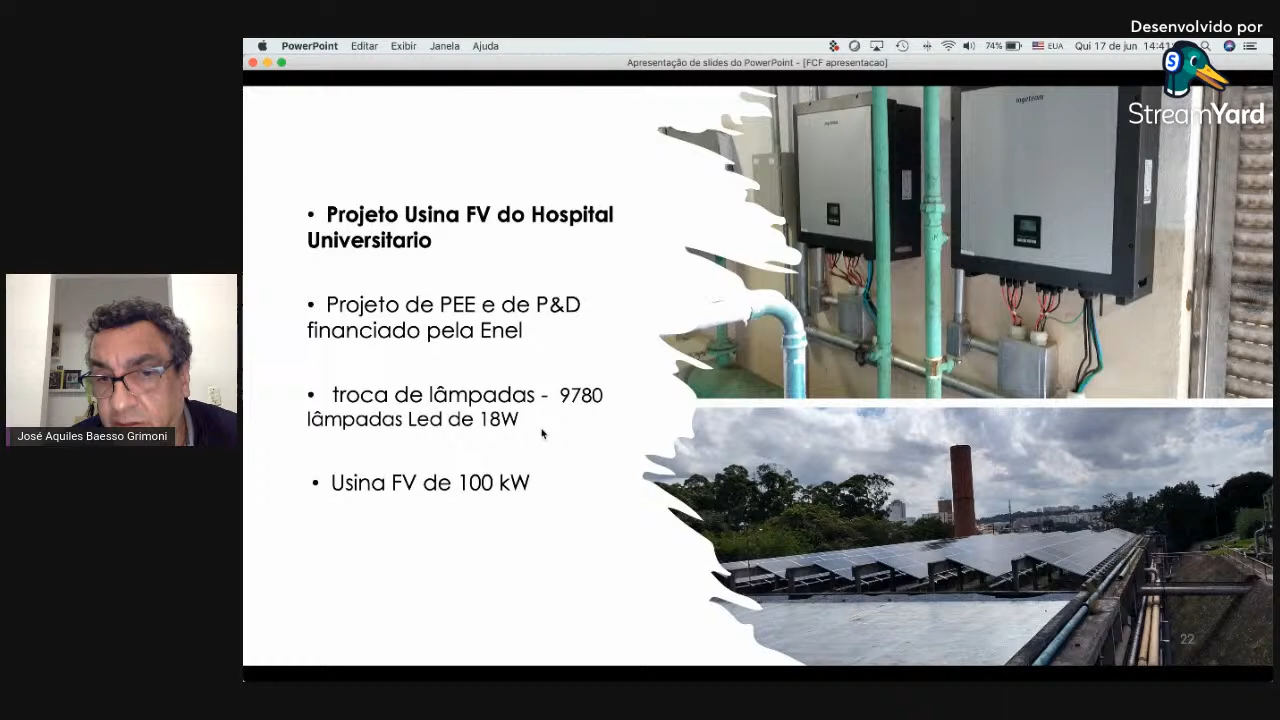 Desenvolvido por
StreamYard
PowerPoint Editar Exibir Janela Ajuda
74% EUA Qui 17 de jun 14:41
Apresentação de slides do PowerPoint - [FCF apresentacao]
• Projeto Usina FV do Hospital
Universitario
• Projeto de PEE e de P&D
financiado pela Enel
• troca de lâmpadas - 9780
lâmpadas Led de 18W
• Usina FV de 100 kW
ingeteam
22
José Aquiles Baesso Grimoni